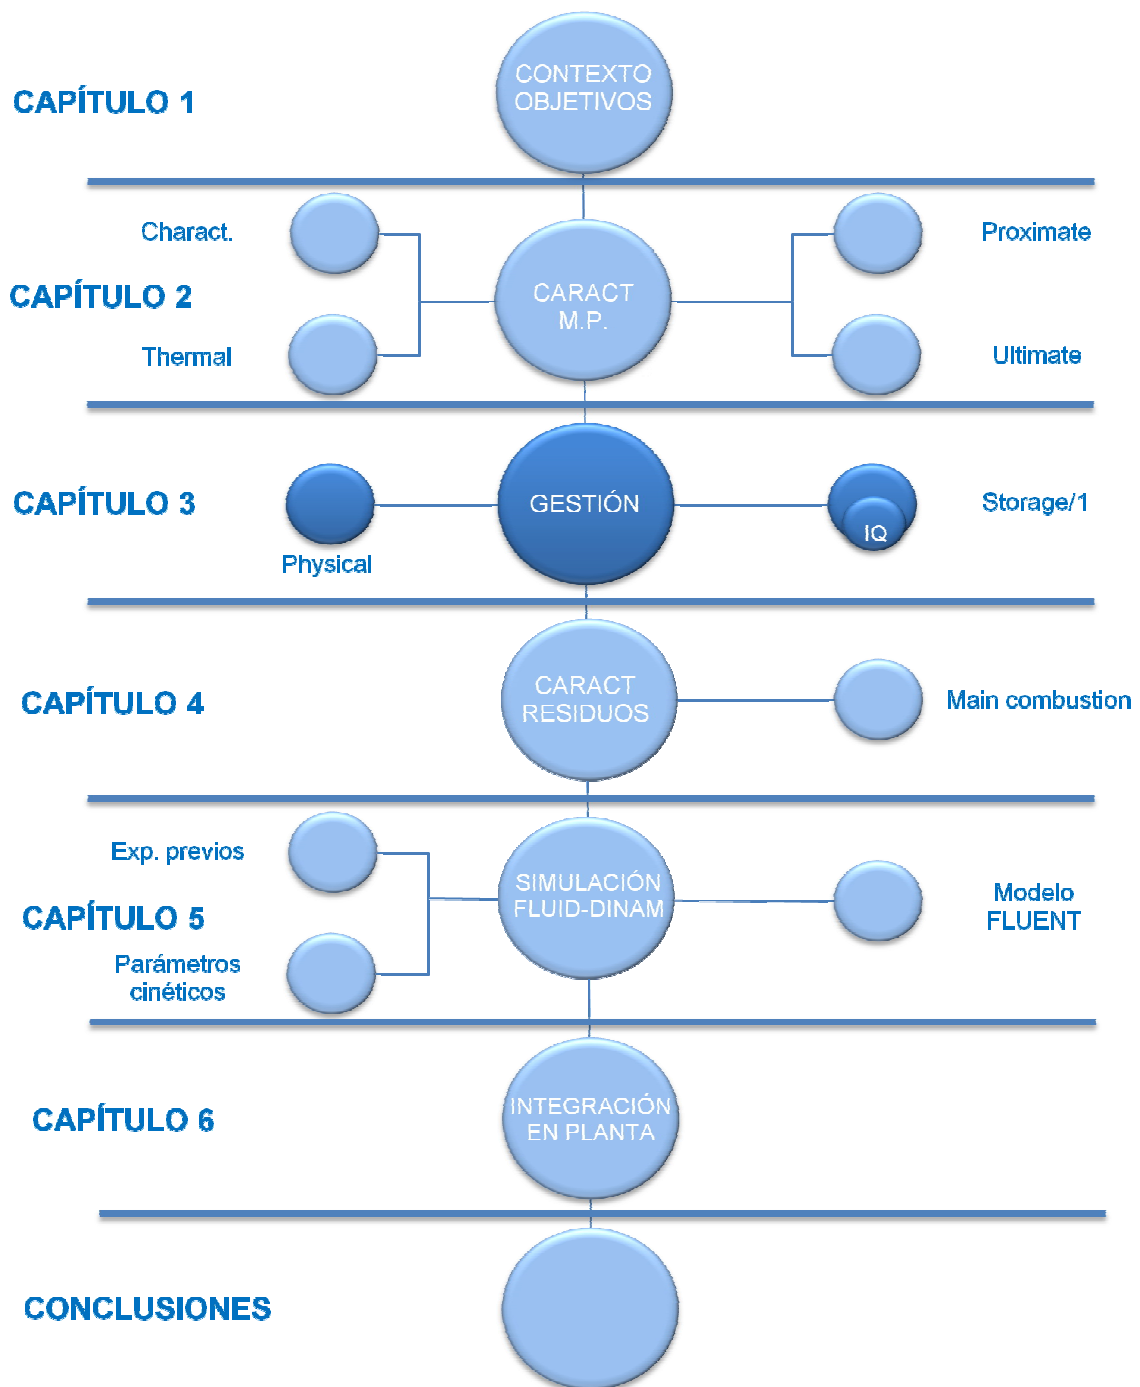 CAPÍTULO 1
CONTEXTO
OBJETIVOS
Charact.
Proximate
CAPÍTULO 2
CARACT
M.P.
Thermal
Ultimate
CAPÍTULO 3
GESTIÓN
IQ
Storage/1
Physical
CAPÍTULO 4
CARACT
RESIDUOS
Main combustion
Exp. previos
CAPÍTULO 5
SIMULACIÓN
FLUID-DINAM
Modelo
FLUENT
Parámetros
cinéticos
CAPÍTULO 6
INTEGRACIÓN
EN PLANTA
CONCLUSIONES